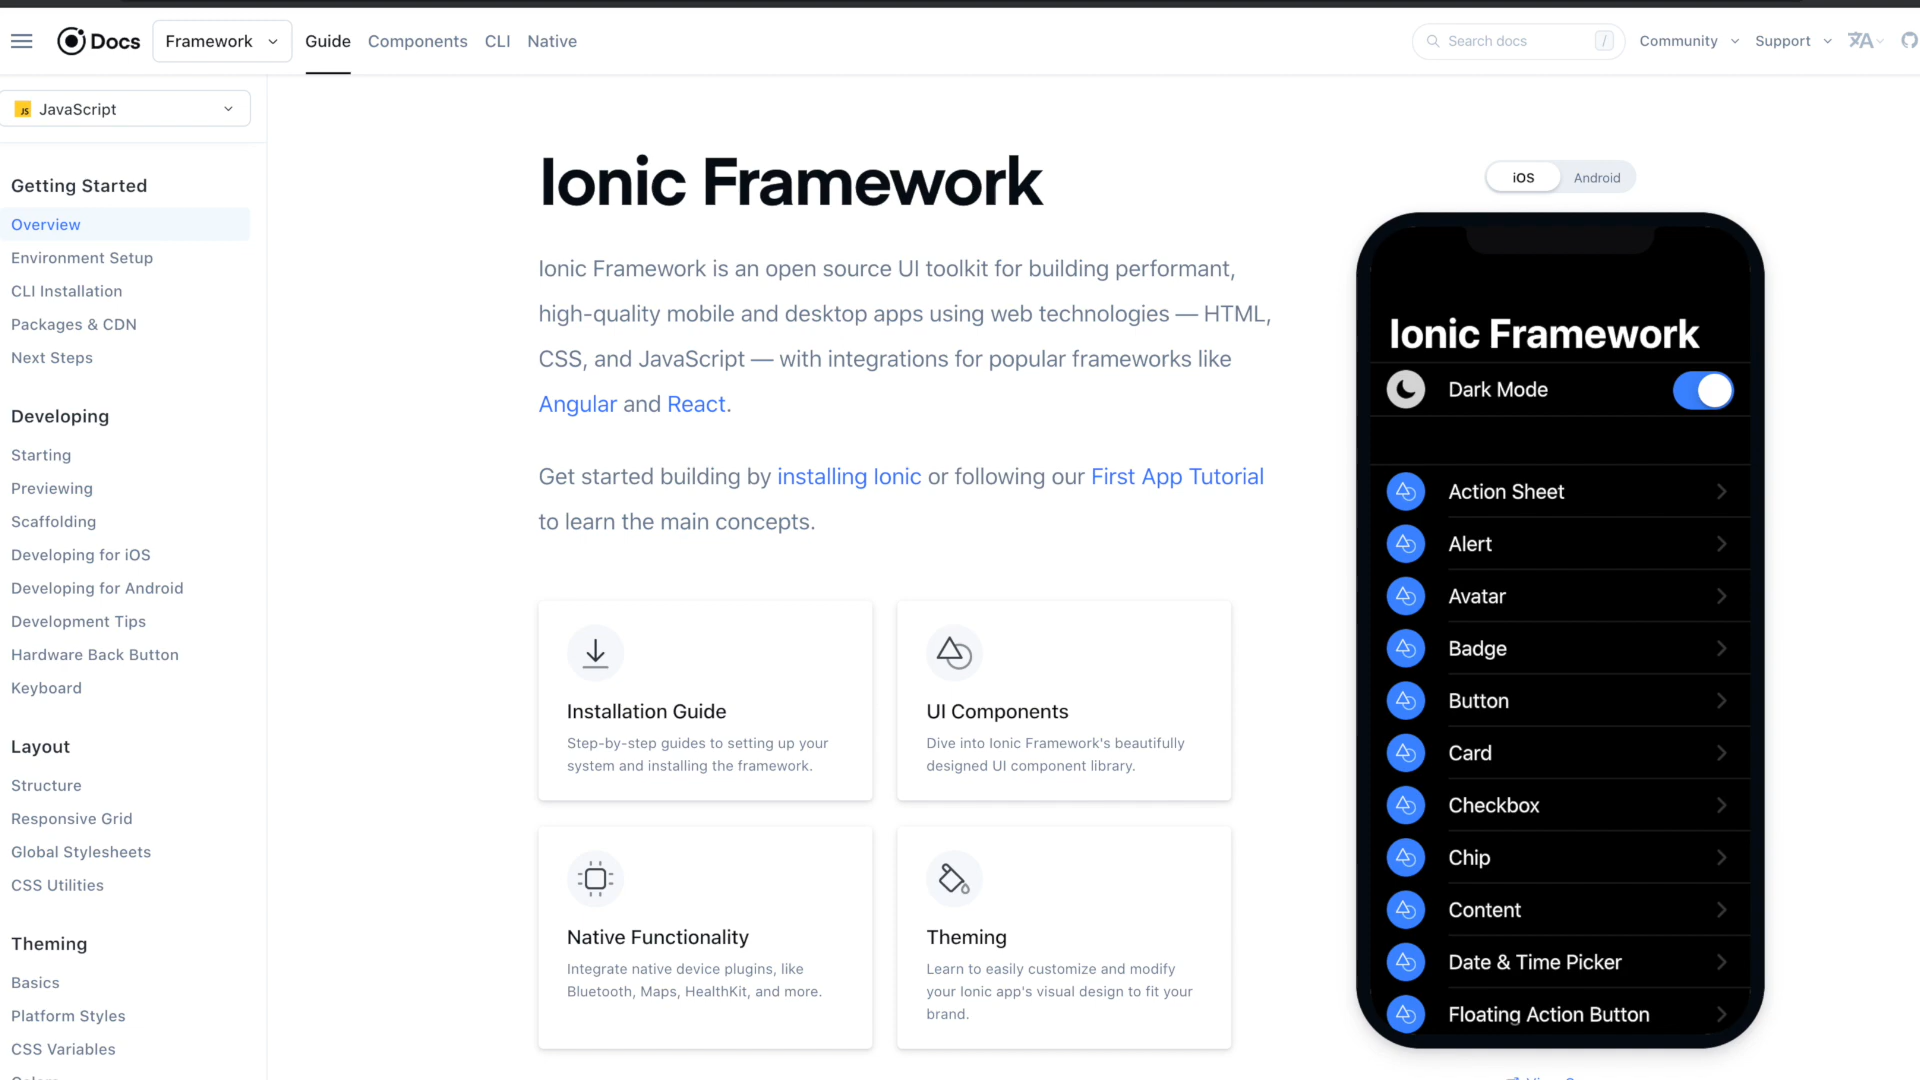 Docs
Framework
Guide
Components
CLI
Native
Search docs
/
Community
Support
JS
JavaScript
Getting Started
Overview
Environment Setup
CLI Installation
Packages & CDN
Next Steps
Developing
Starting
Previewing
Scaffolding
Developing for iOS
Developing for Android
Development Tips
Hardware Back Button
Keyboard
Layout
Structure
Responsive Grid
Global Stylesheets
CSS Utilities
Theming
Basics
Platform Styles
CSS Variables
Ionic Framework
Ionic Framework is an open source UI toolkit for building performant,
high-quality mobile and desktop apps using web technologies — HTML,
CSS, and JavaScript — with integrations for popular frameworks like
Angular and React.
Get started building by installing Ionic or following our First App Tutorial
to learn the main concepts.
Installation Guide
Step-by-step guides to setting up your
system and installing the framework.
UI Components
Dive into Ionic Framework's beautifully
designed UI component library.
Native Functionality
Integrate native device plugins, like
Bluetooth, Maps, HealthKit, and more.
Theming
Learn to easily customize and modify
your Ionic app's visual design to fit your
brand.
iOS
Android
Ionic Framework
Dark Mode
Action Sheet
Alert
Avatar
Badge
Button
Card
Checkbox
Chip
Content
Date & Time Picker
Floating Action Button